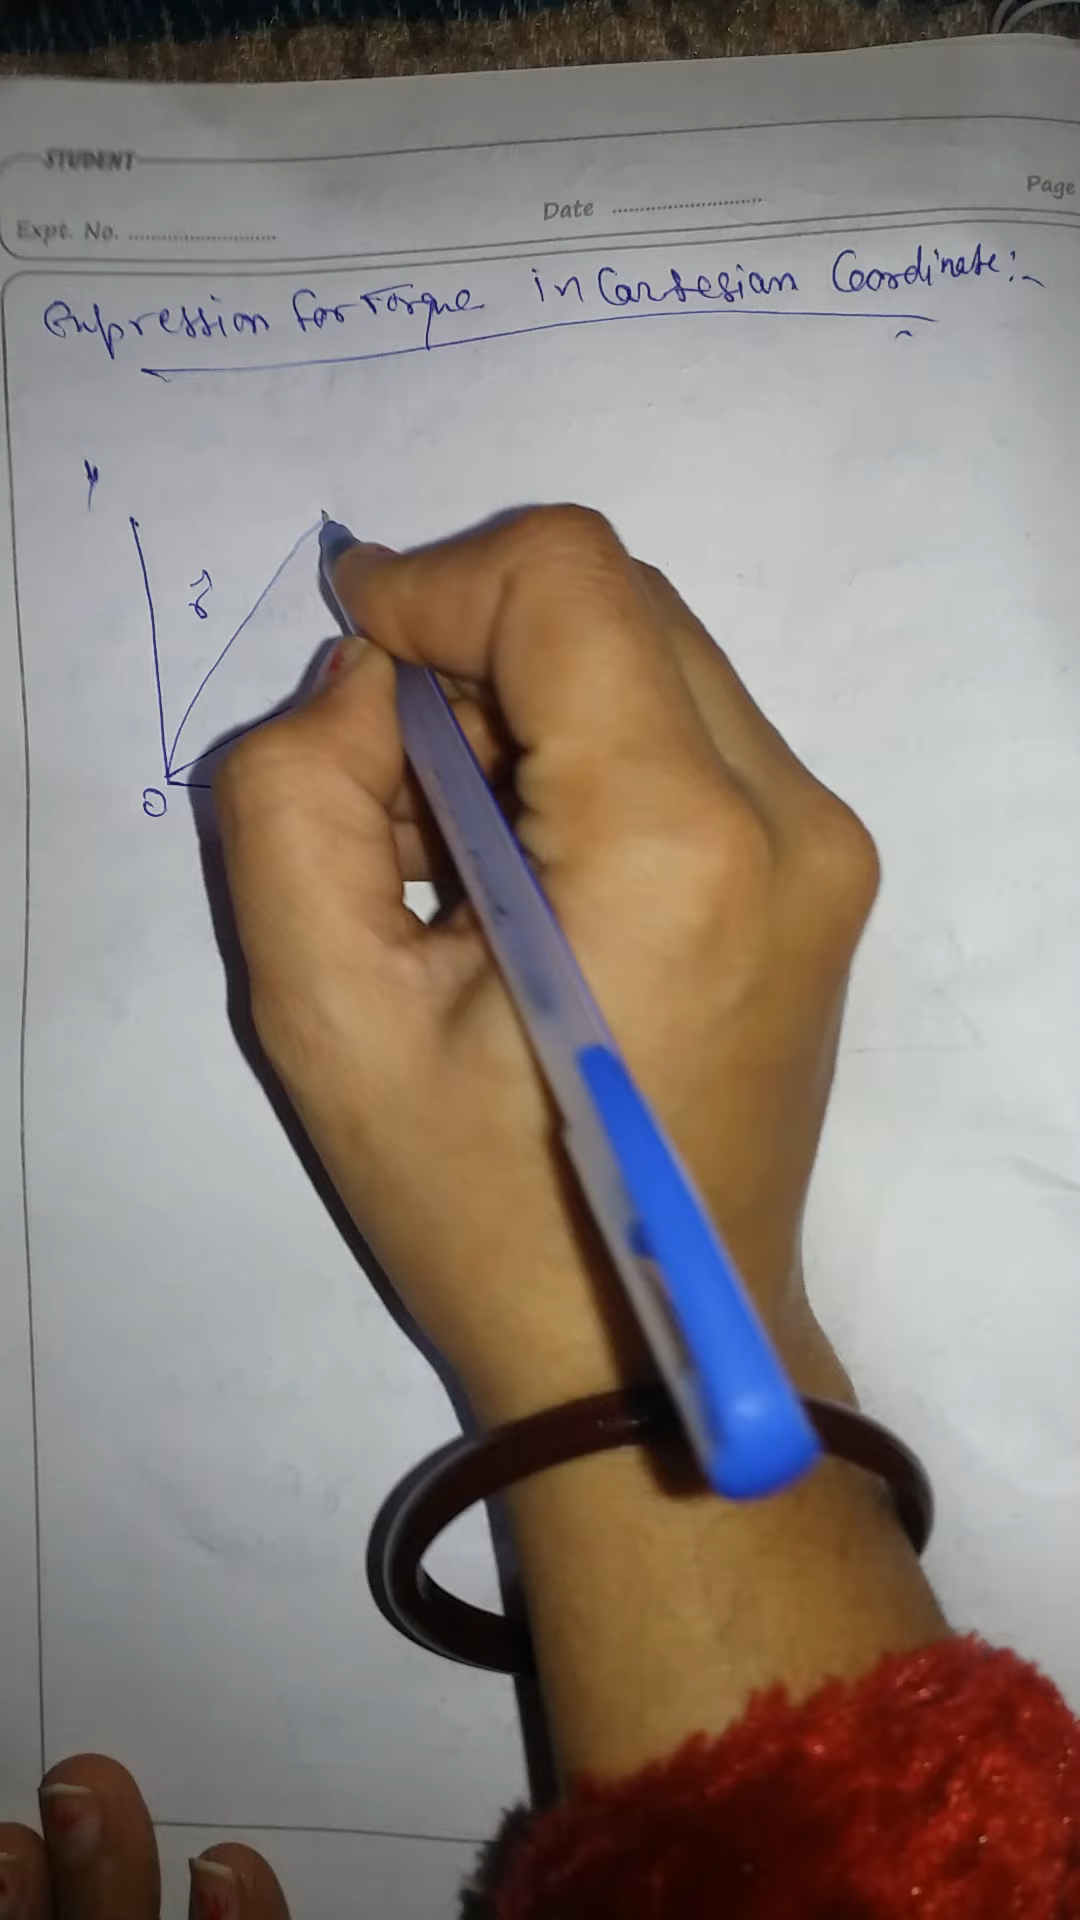 STUDENT
Page
Date
Expt. No.
Expression for Torque in Cartesian Coordinate:-
Y
r
O